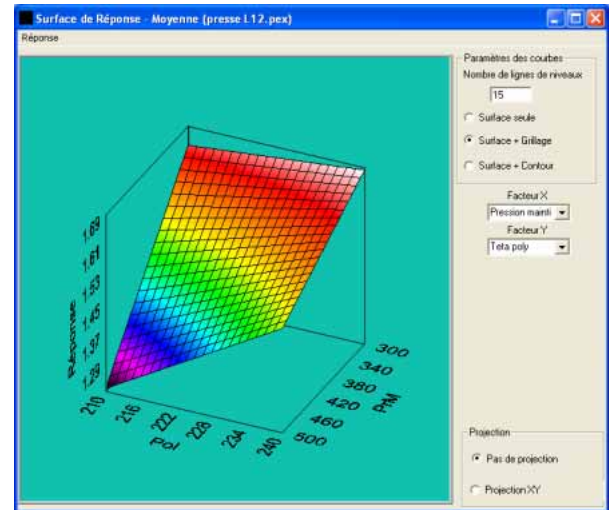 Surface de Réponse - Moyenne (presse L12.pex)
Réponse
Paramètres des courbes
Nombre de lignes de niveaux
15
Surface seule
Surface + Grillage
Surface + Contour
Facteur X
Pression mainti
Facteur Y
Teta poly
Projection
Pas de projection
Projection XY
Réponse
1.69
1.61
1.53
1.45
1.37
1.29
210
216
222
228
234
240
Pol
300
340
380
420
460
500
PrM